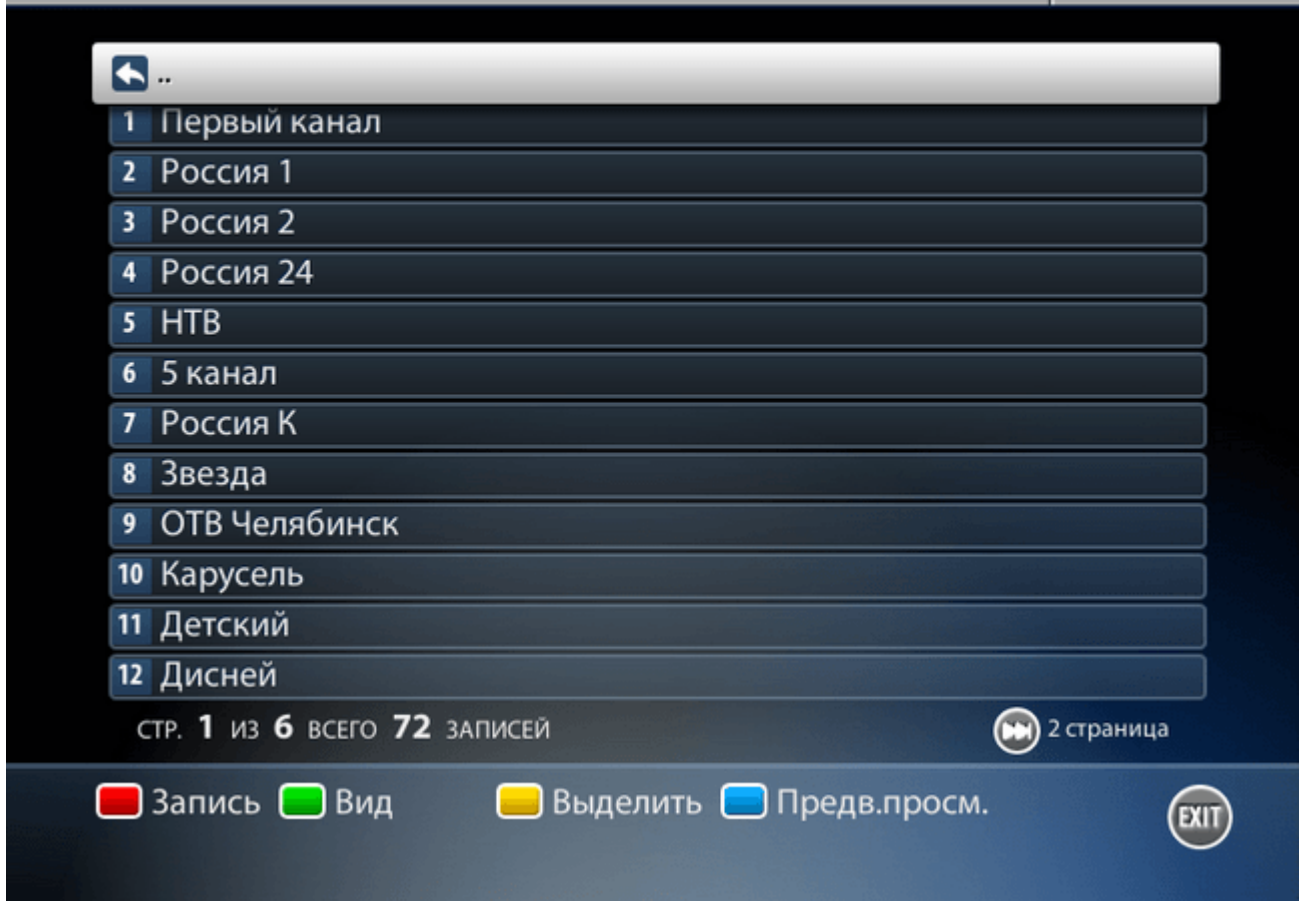 ..
1 Первый канал
2 Россия 1
3 Россия 2
4 Россия 24
5 НТВ
6 5 канал
7 Россия К
8 Звезда
9 ОТВ Челябинск
10 Карусель
11 Детский
12 Дисней
СТР. 1 ИЗ 6 ВСЕГО 72 ЗАПИСЕЙ 2 страница
Запись Вид Выделить Предв.просм. EXIT